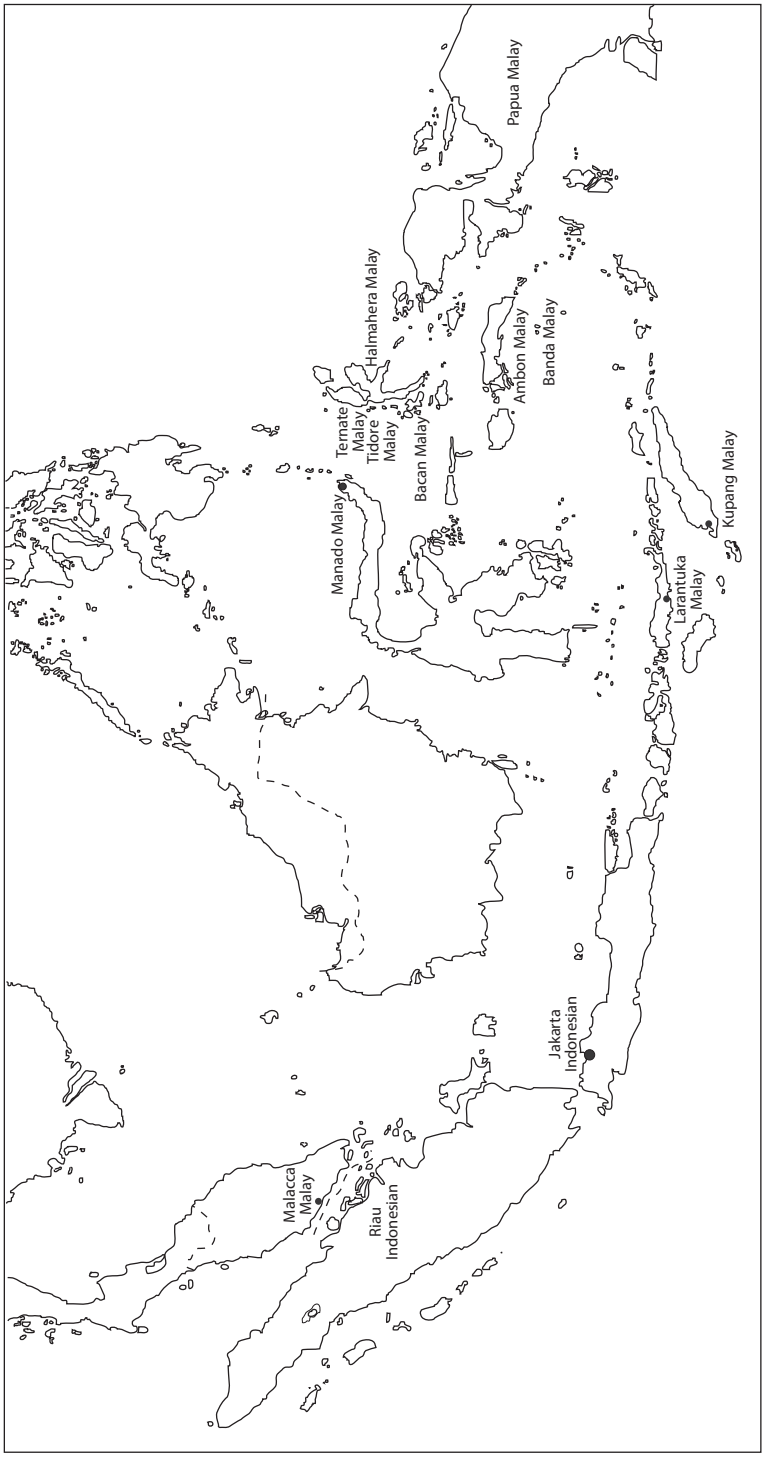 Malacca
Malay
Riau
Indonesian
Jakarta
Indonesian
Manado Malay
Ternate
Malay
Tidore
Malay
Bacan Malay
Halmahera Malay
Ambon Malay
Banda Malay
Papua Malay
Larantuka
Malay
Kupang Malay